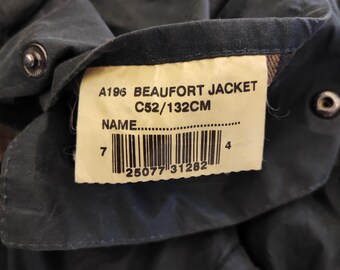 A196 BEAUFORT JACKET
C52/132CM
NAME..............................
7 4
25077 31282